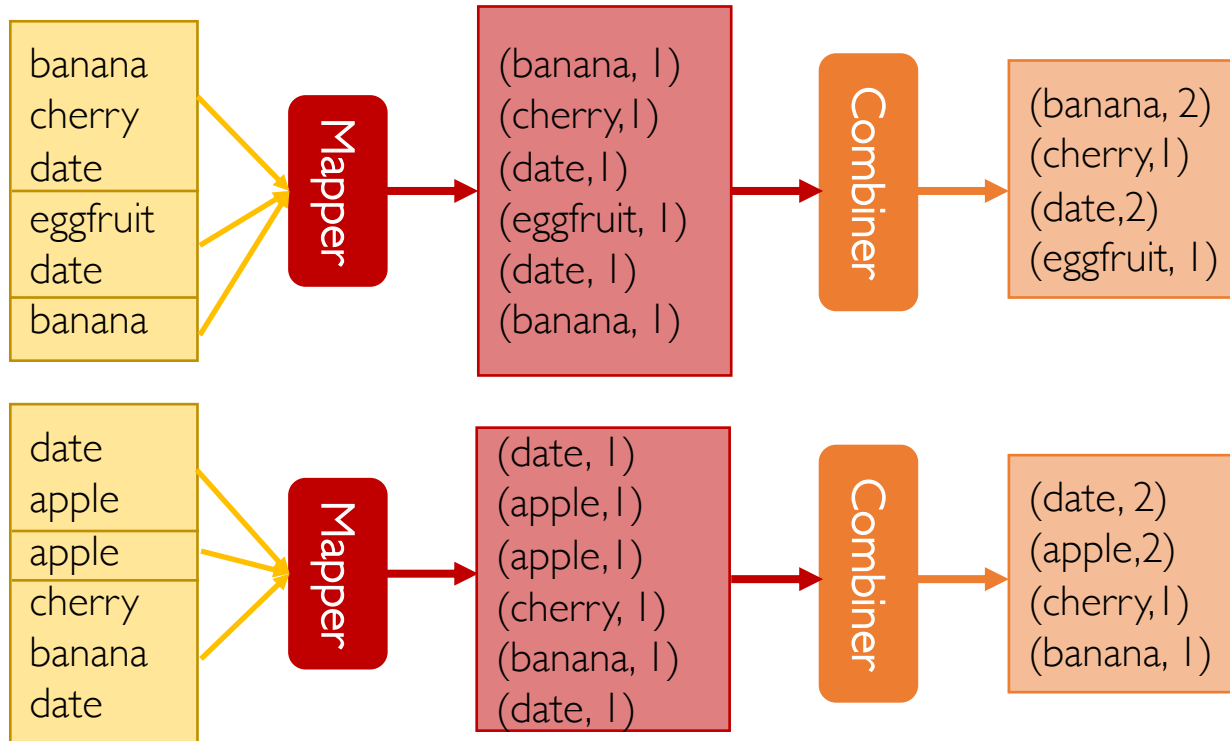 banana
cherry
date
eggfruit
date
banana
Mapper
(banana, 1)
(cherry,1)
(date,1)
(eggfruit, 1)
(date, 1)
(banana, 1)
Combiner
(banana, 2)
(cherry,1)
(date,2)
(eggfruit, 1)
date
apple
apple
cherry
banana
date
Mapper
(date, 1)
(apple,1)
(apple,1)
(cherry, 1)
(banana, 1)
(date, 1)
Combiner
(date, 2)
(apple,2)
(cherry,1)
(banana, 1)